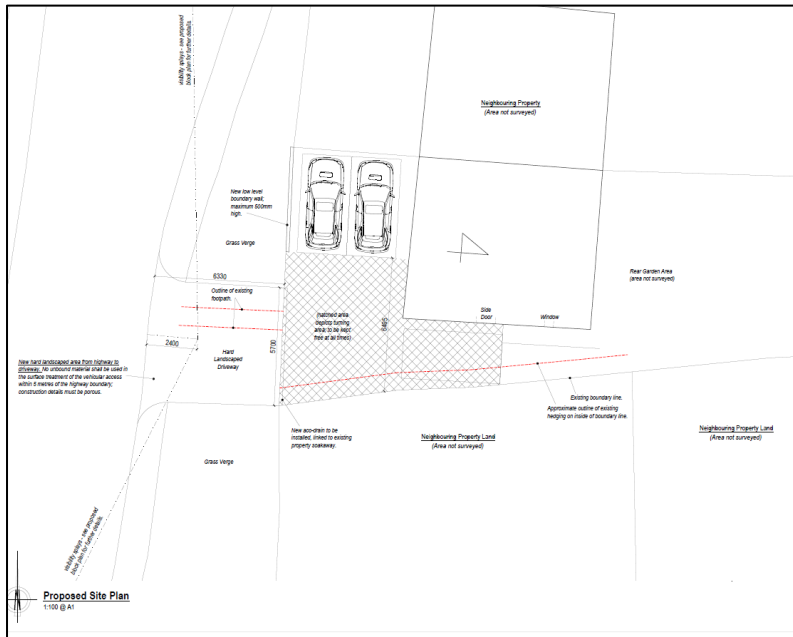 visibility splays - see proposed
block plan for further details.
Neighbouring Property
(Area not surveyed)
New low level
boundary wall;
maximum 600mm
high.
Grass Verge
Rear Garden Area
(area not surveyed)
6330
Outline of existing
footpath.
(hatched area
depicts turning
area; to be kept
free at all times)
Side
Door
Window
6495
5700
2400
Hard
Landscaped
Driveway
New hard landscaped area from highway to
driveway. No unbound material shall be used in
the surface treatment of the vehicular access
within 5 metres of the highway boundary;
construction details must be porous.
Existing boundary line.
Approximate outline of existing
hedging on inside of boundary line.
New aco-drain to be
installed, linked to existing
property soakaway.
Neighbouring Property Land
(Area not surveyed)
Neighbouring Property Land
(Area not surveyed)
Grass Verge
visibility splays - see proposed
block plan for further details.
N
Proposed Site Plan
1:100 @ A1